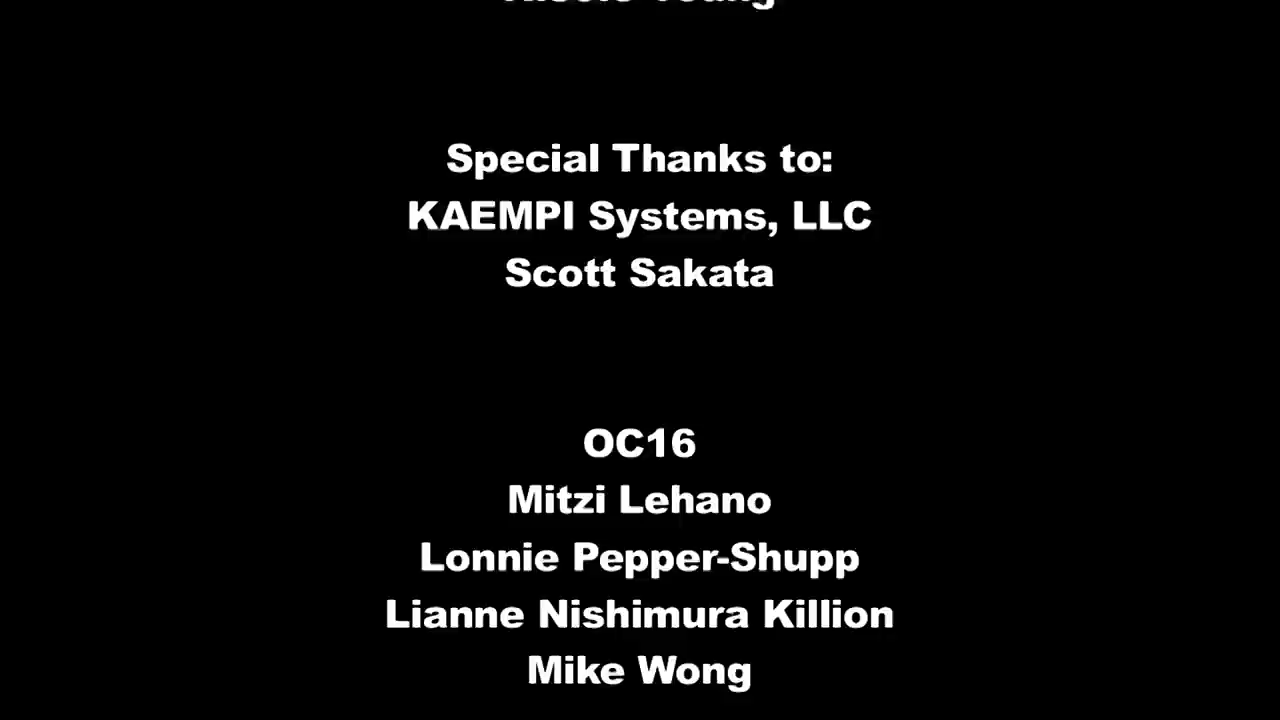 Special Thanks to:
KAEMPI Systems, LLC
Scott Sakata
OC16
Mitzi Lehano
Lonnie Pepper-Shupp
Lianne Nishimura Killion
Mike Wong